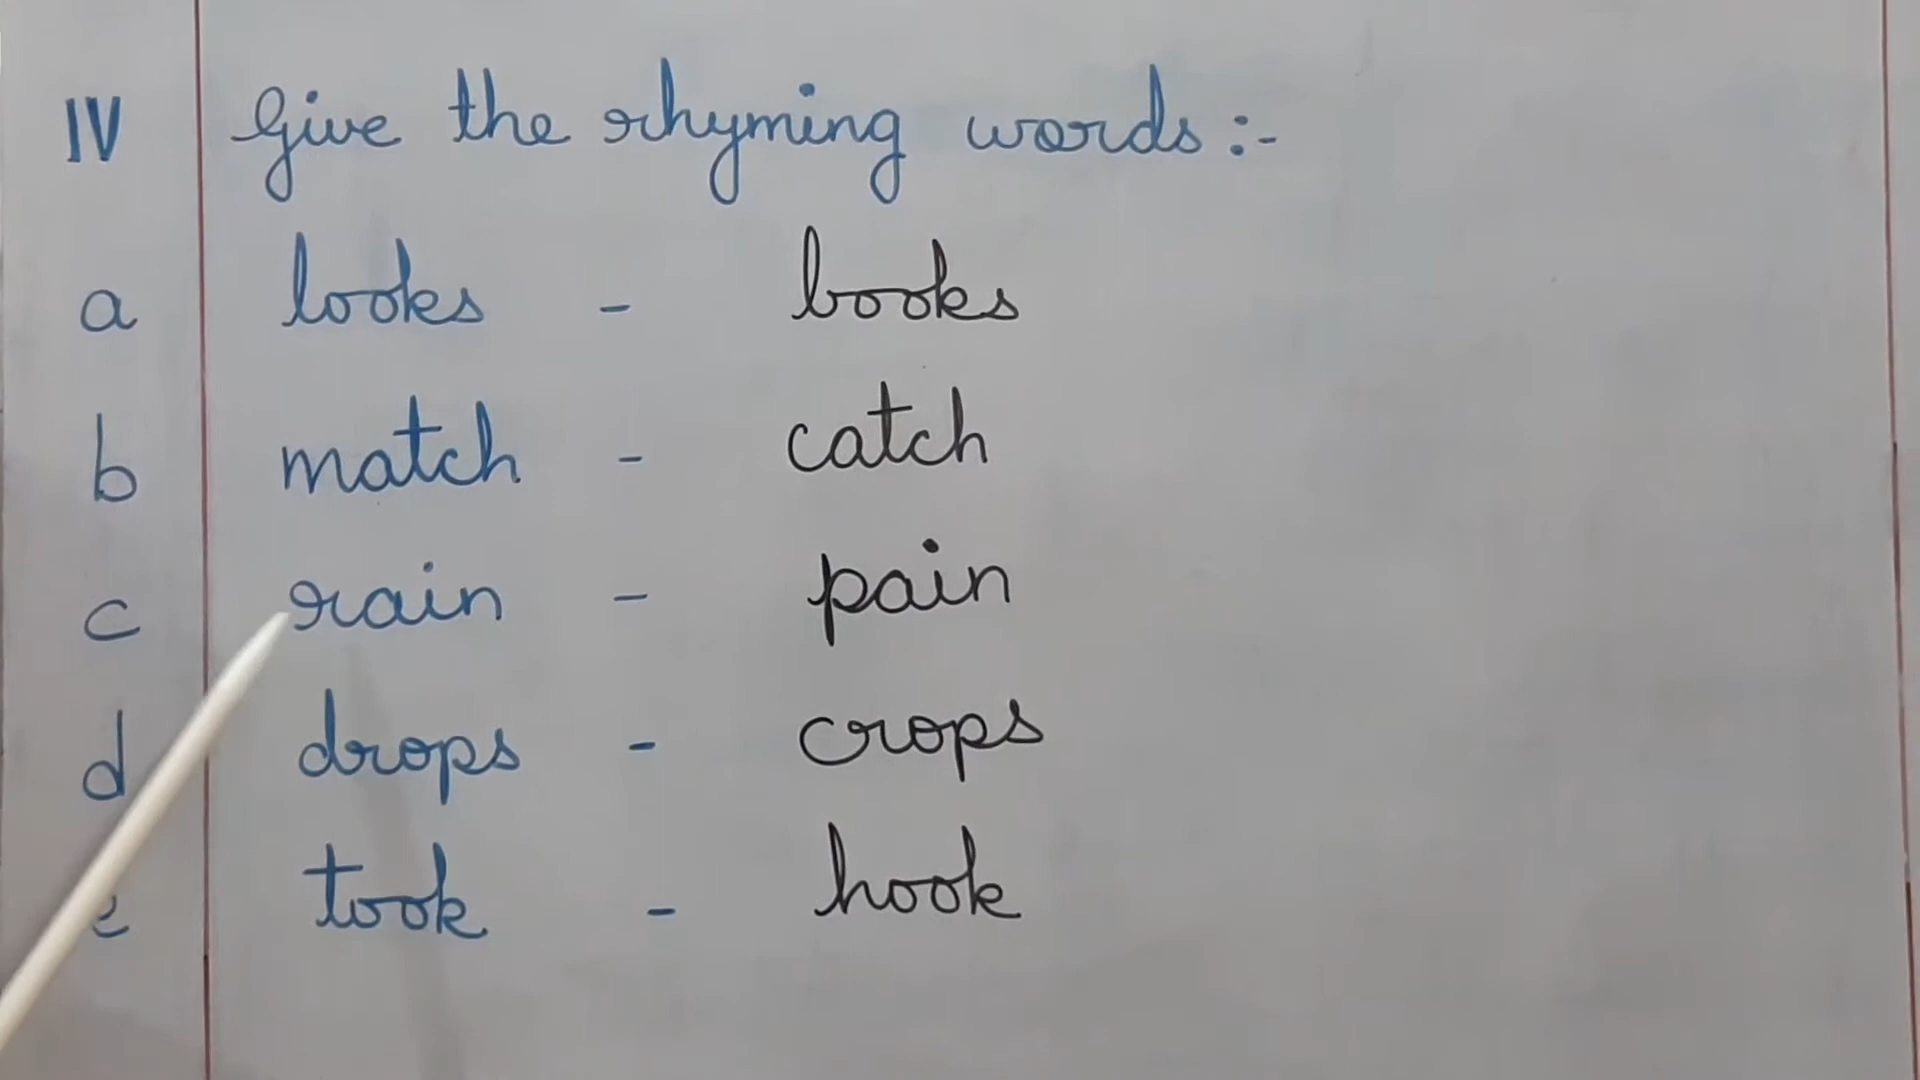 IV Give the rhyming words :-
a looks - books
b match - catch
c rain - pain
d drops - crops
e took - hook